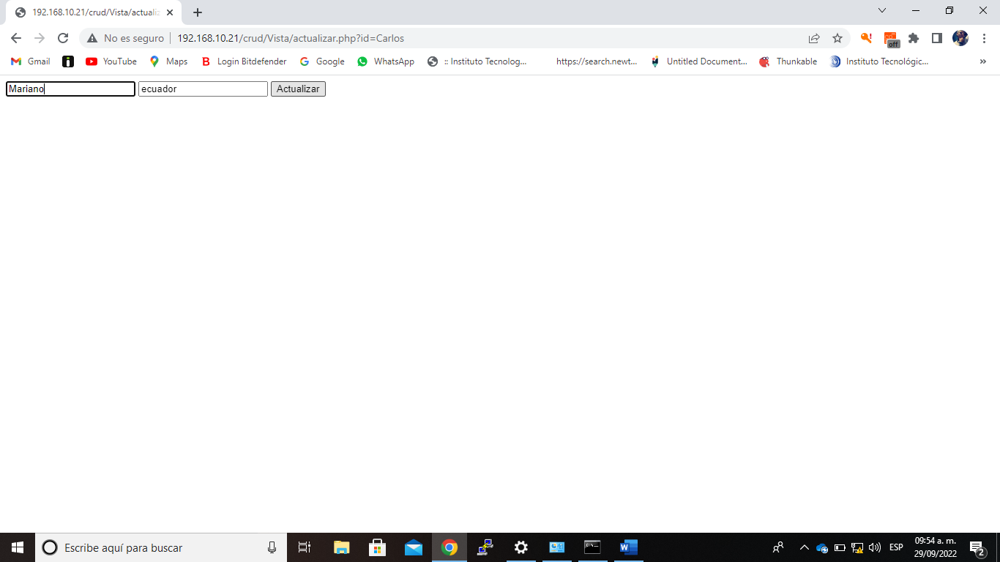 192.168.10.21/crud/Vista/actualiz
No es seguro 192.168.10.21/crud/Vista/actualizar.php?id=Carlos
off
Gmail YouTube Maps B Login Bitdefender Google WhatsApp :: Instituto Tecnolog... https://search.newt... Untitled Document... Thunkable Instituto Tecnológic... »
Mariano ecuador Actualizar
Escribe aquí para buscar
ESP
09:54 a. m.
29/09/2022
2